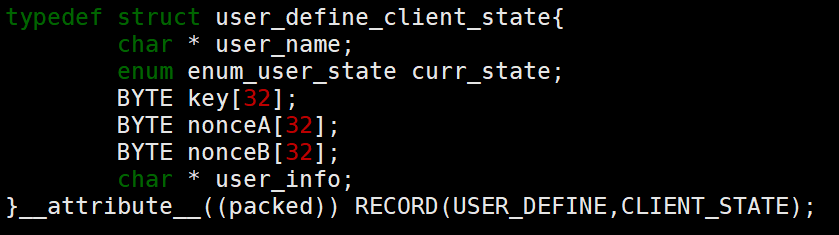 typedef struct user_define_client_state{
        char * user_name;
        enum enum_user_state curr_state;
        BYTE key[32];
        BYTE nonceA[32];
        BYTE nonceB[32];
        char * user_info;
}__attribute__((packed)) RECORD(USER_DEFINE,CLIENT_STATE);